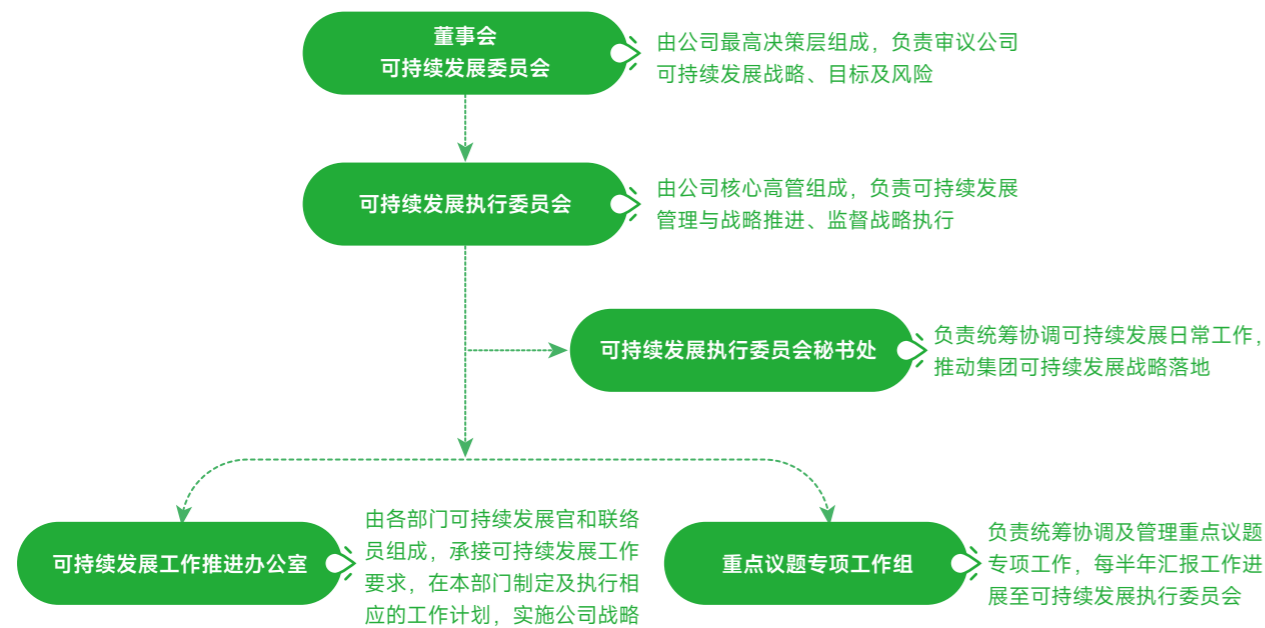 董事会
可持续发展委员会
由公司最高决策层组成，负责审议公司
可持续发展战略、目标及风险
可持续发展执行委员会
由公司核心高管组成，负责可持续发展
管理与战略推进、监督战略执行
可持续发展执行委员会秘书处
负责统筹协调可持续发展日常工作，
推动集团可持续发展战略落地
可持续发展工作推进办公室
由各部门可持续发展官和联络
员组成，承接可持续发展工作
要求，在本部门制定及执行相
应的工作计划，实施公司战略
重点议题专项工作组
负责统筹协调及管理重点议题
专项工作，每半年汇报工作进
展至可持续发展执行委员会